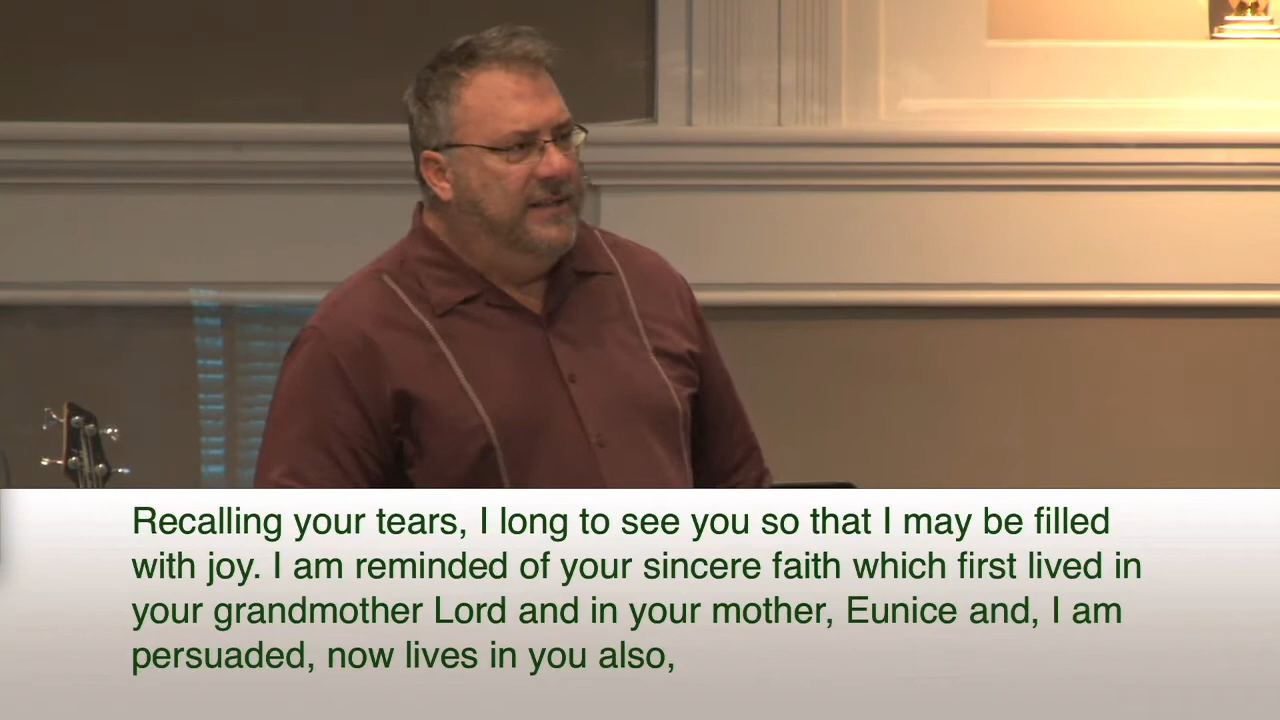 Recalling your tears, I long to see you so that I may be filled
with joy. I am reminded of your sincere faith which first lived in
your grandmother Lord and in your mother, Eunice and, I am
persuaded, now lives in you also,